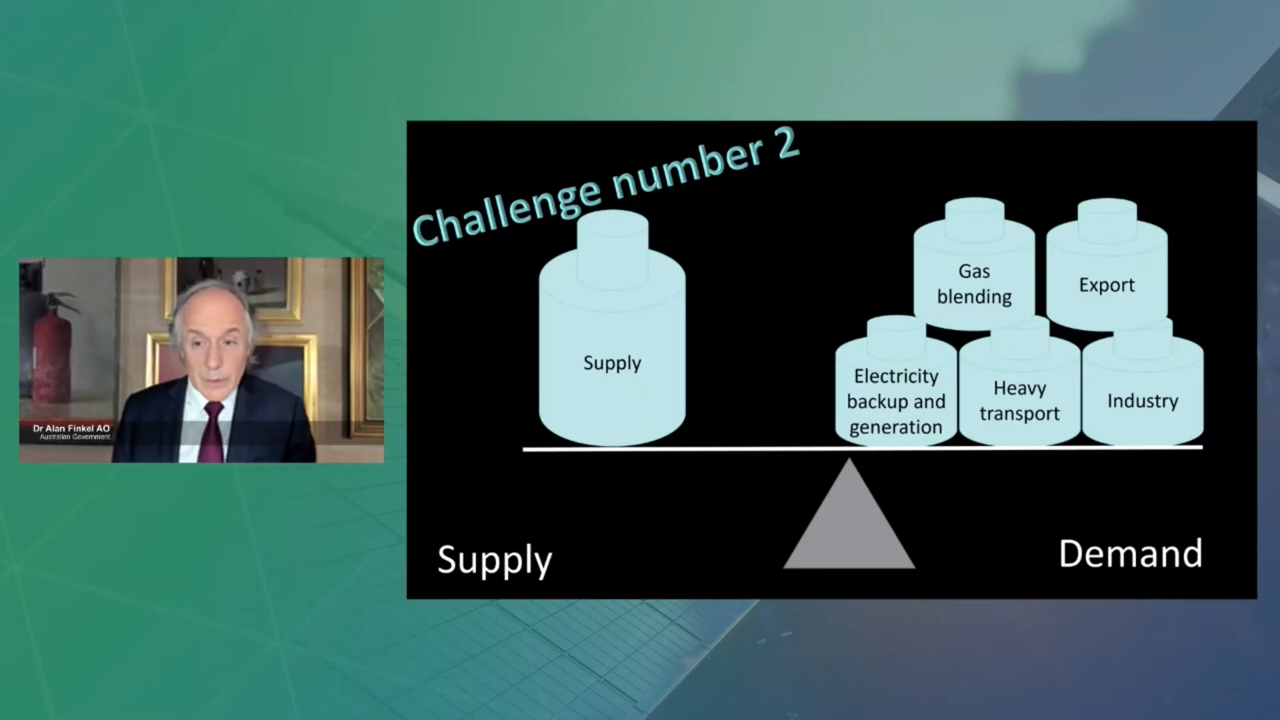 Challenge number 2
Supply
Gas
blending
Export
Electricity
backup and
generation
Heavy
transport
Industry
Supply
Demand
Dr Alan Finkel AO
Australian Government